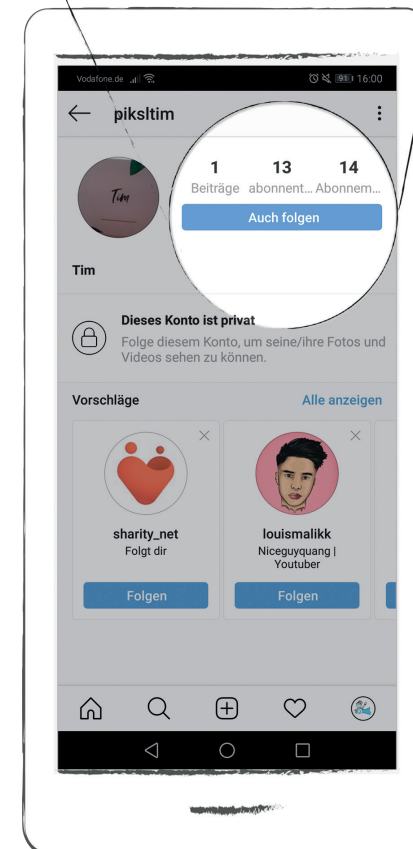 Vodafone.de 91 16:00
piksltim
1 13 14
Beiträge abonnent... Abonnem...
Auch folgen
Tim
Tim
Dieses Konto ist privat
Folge diesem Konto, um seine/ihre Fotos und
Videos sehen zu können.
Vorschläge Alle anzeigen
sharity_net
Folgt dir
Folgen
louismalikk
Niceguyquang |
Youtuber
Folgen